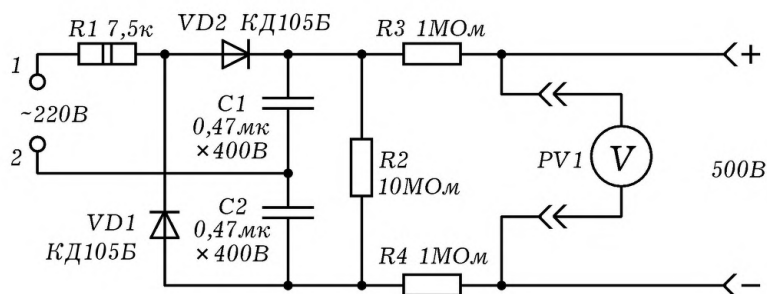 R1 7,5к
VD2 КД105Б
R3 1МОм
+
1
~220В
2
C1
0,47мк
×400В
R2
10МОм
PV1
V
500В
VD1
КД105Б
C2
0,47мк
×400В
R4 1МОм
−